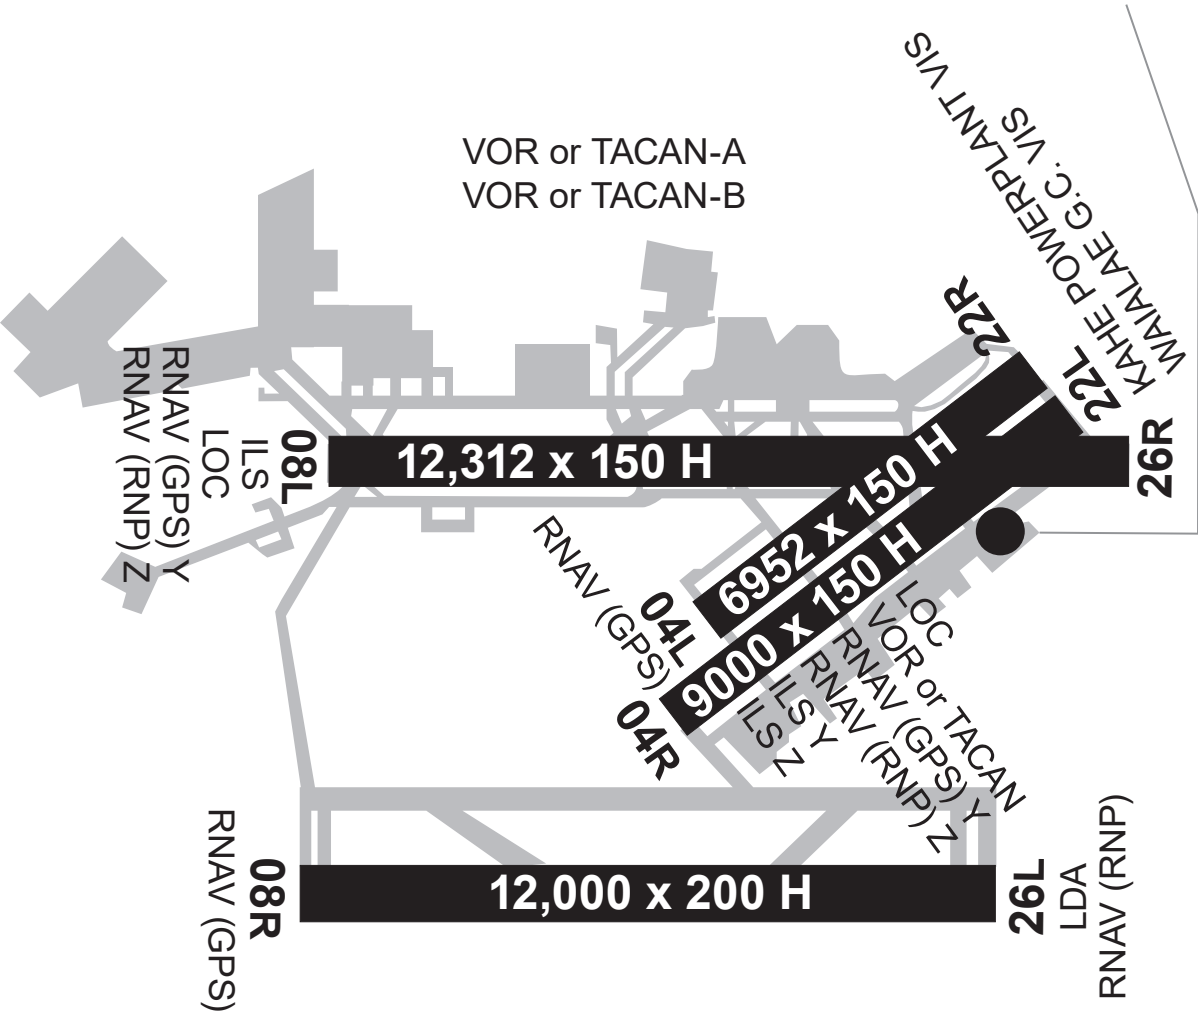 VOR or TACAN-A
VOR or TACAN-B
KAHE POWERPLANT VIS
WAIALAE G.C. VIS
22R
22L
RNAV (RNP) Z
RNAV (GPS) Y
LOC
ILS
08L
12,312 x 150 H
26R
RNAV (GPS)
04L
6952 x 150 H
04R
9000 x 150 H
LOC
VOR or TACAN
RNAV (GPS) Y
RNAV (RNP) Z
ILS Y
ILS Z
RNAV (GPS)
08R
12,000 x 200 H
26L
LDA
RNAV (RNP)